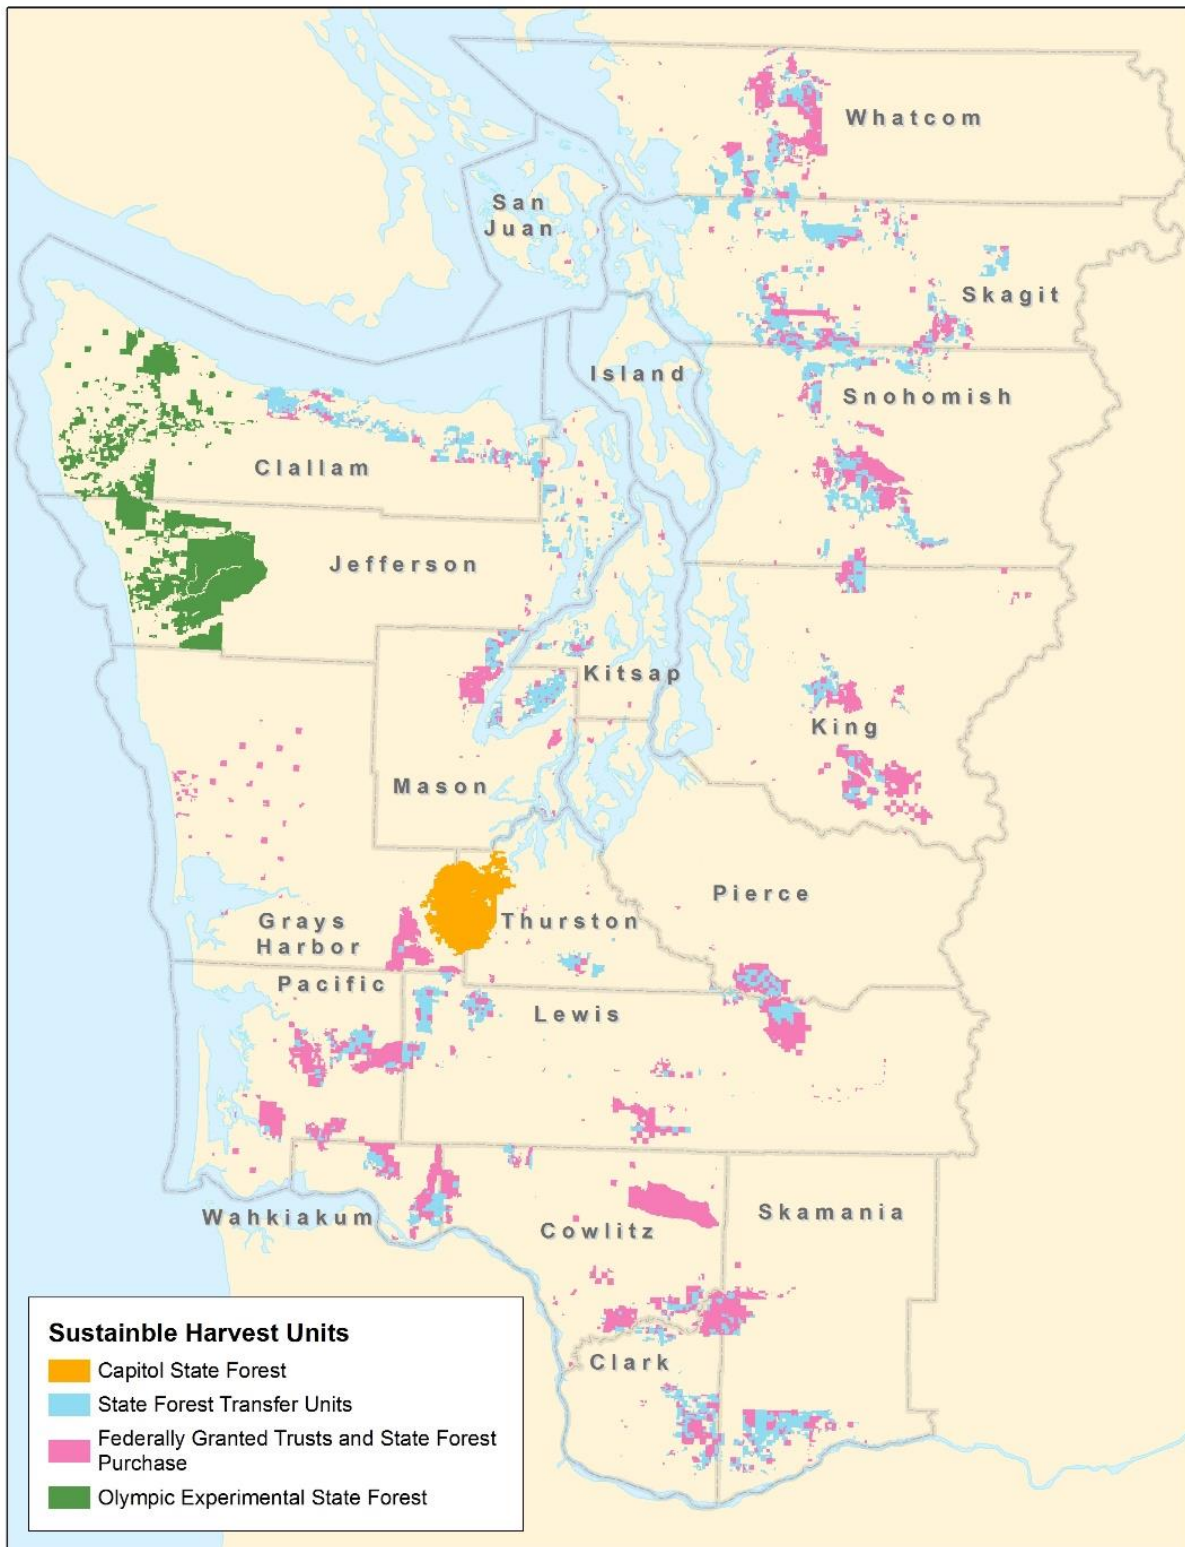 Whatcom
San
Juan
Skagit
Island
Snohomish
Clallam
Jefferson
Kitsap
King
Mason
Pierce
Grays
Harbor
Thurston
Pacific
Lewis
Wahkiakum
Cowlitz
Skamania
Clark
Sustainble Harvest Units
Capitol State Forest
State Forest Transfer Units
Federally Granted Trusts and State Forest
Purchase
Olympic Experimental State Forest